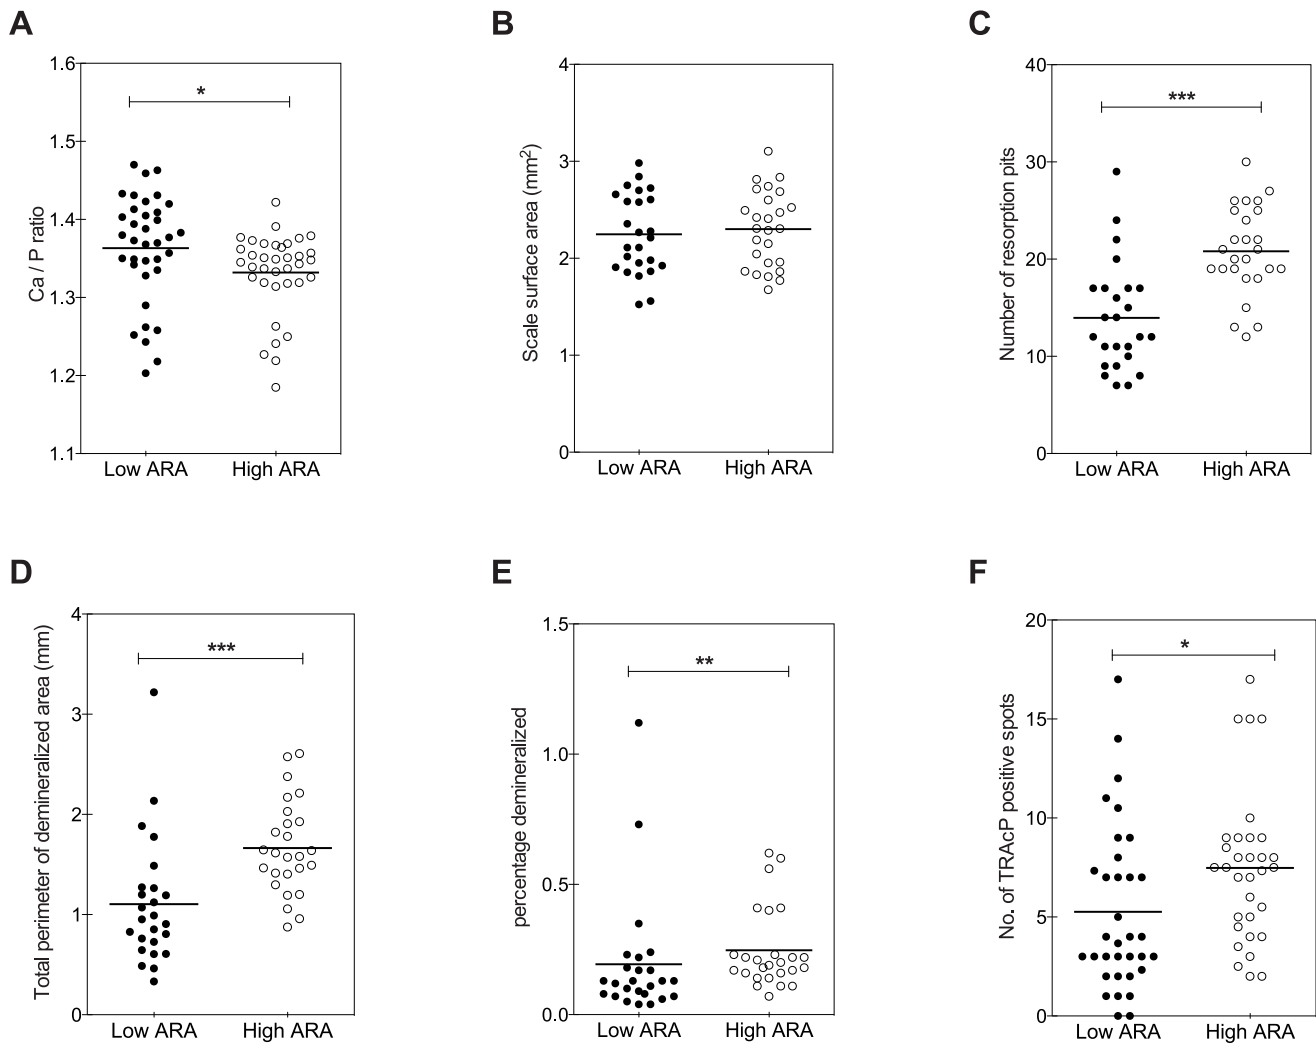 A
B
C
1.6
1.5
1.4
1.3
1.2
1.1
Ca / P ratio
*
Low ARA
High ARA
4
3
2
1
0
Scale surface area (mm²)
Low ARA
High ARA
40
30
20
10
0
Number of resorption pits
***
Low ARA
High ARA
D
E
F
4
3
2
1
0
Total perimeter of demineralized area (mm)
***
Low ARA
High ARA
1.5
1.0
0.5
0.0
percentage demineralized
**
Low ARA
High ARA
20
15
10
5
0
No. of TRAcP positive spots
*
Low ARA
High ARA